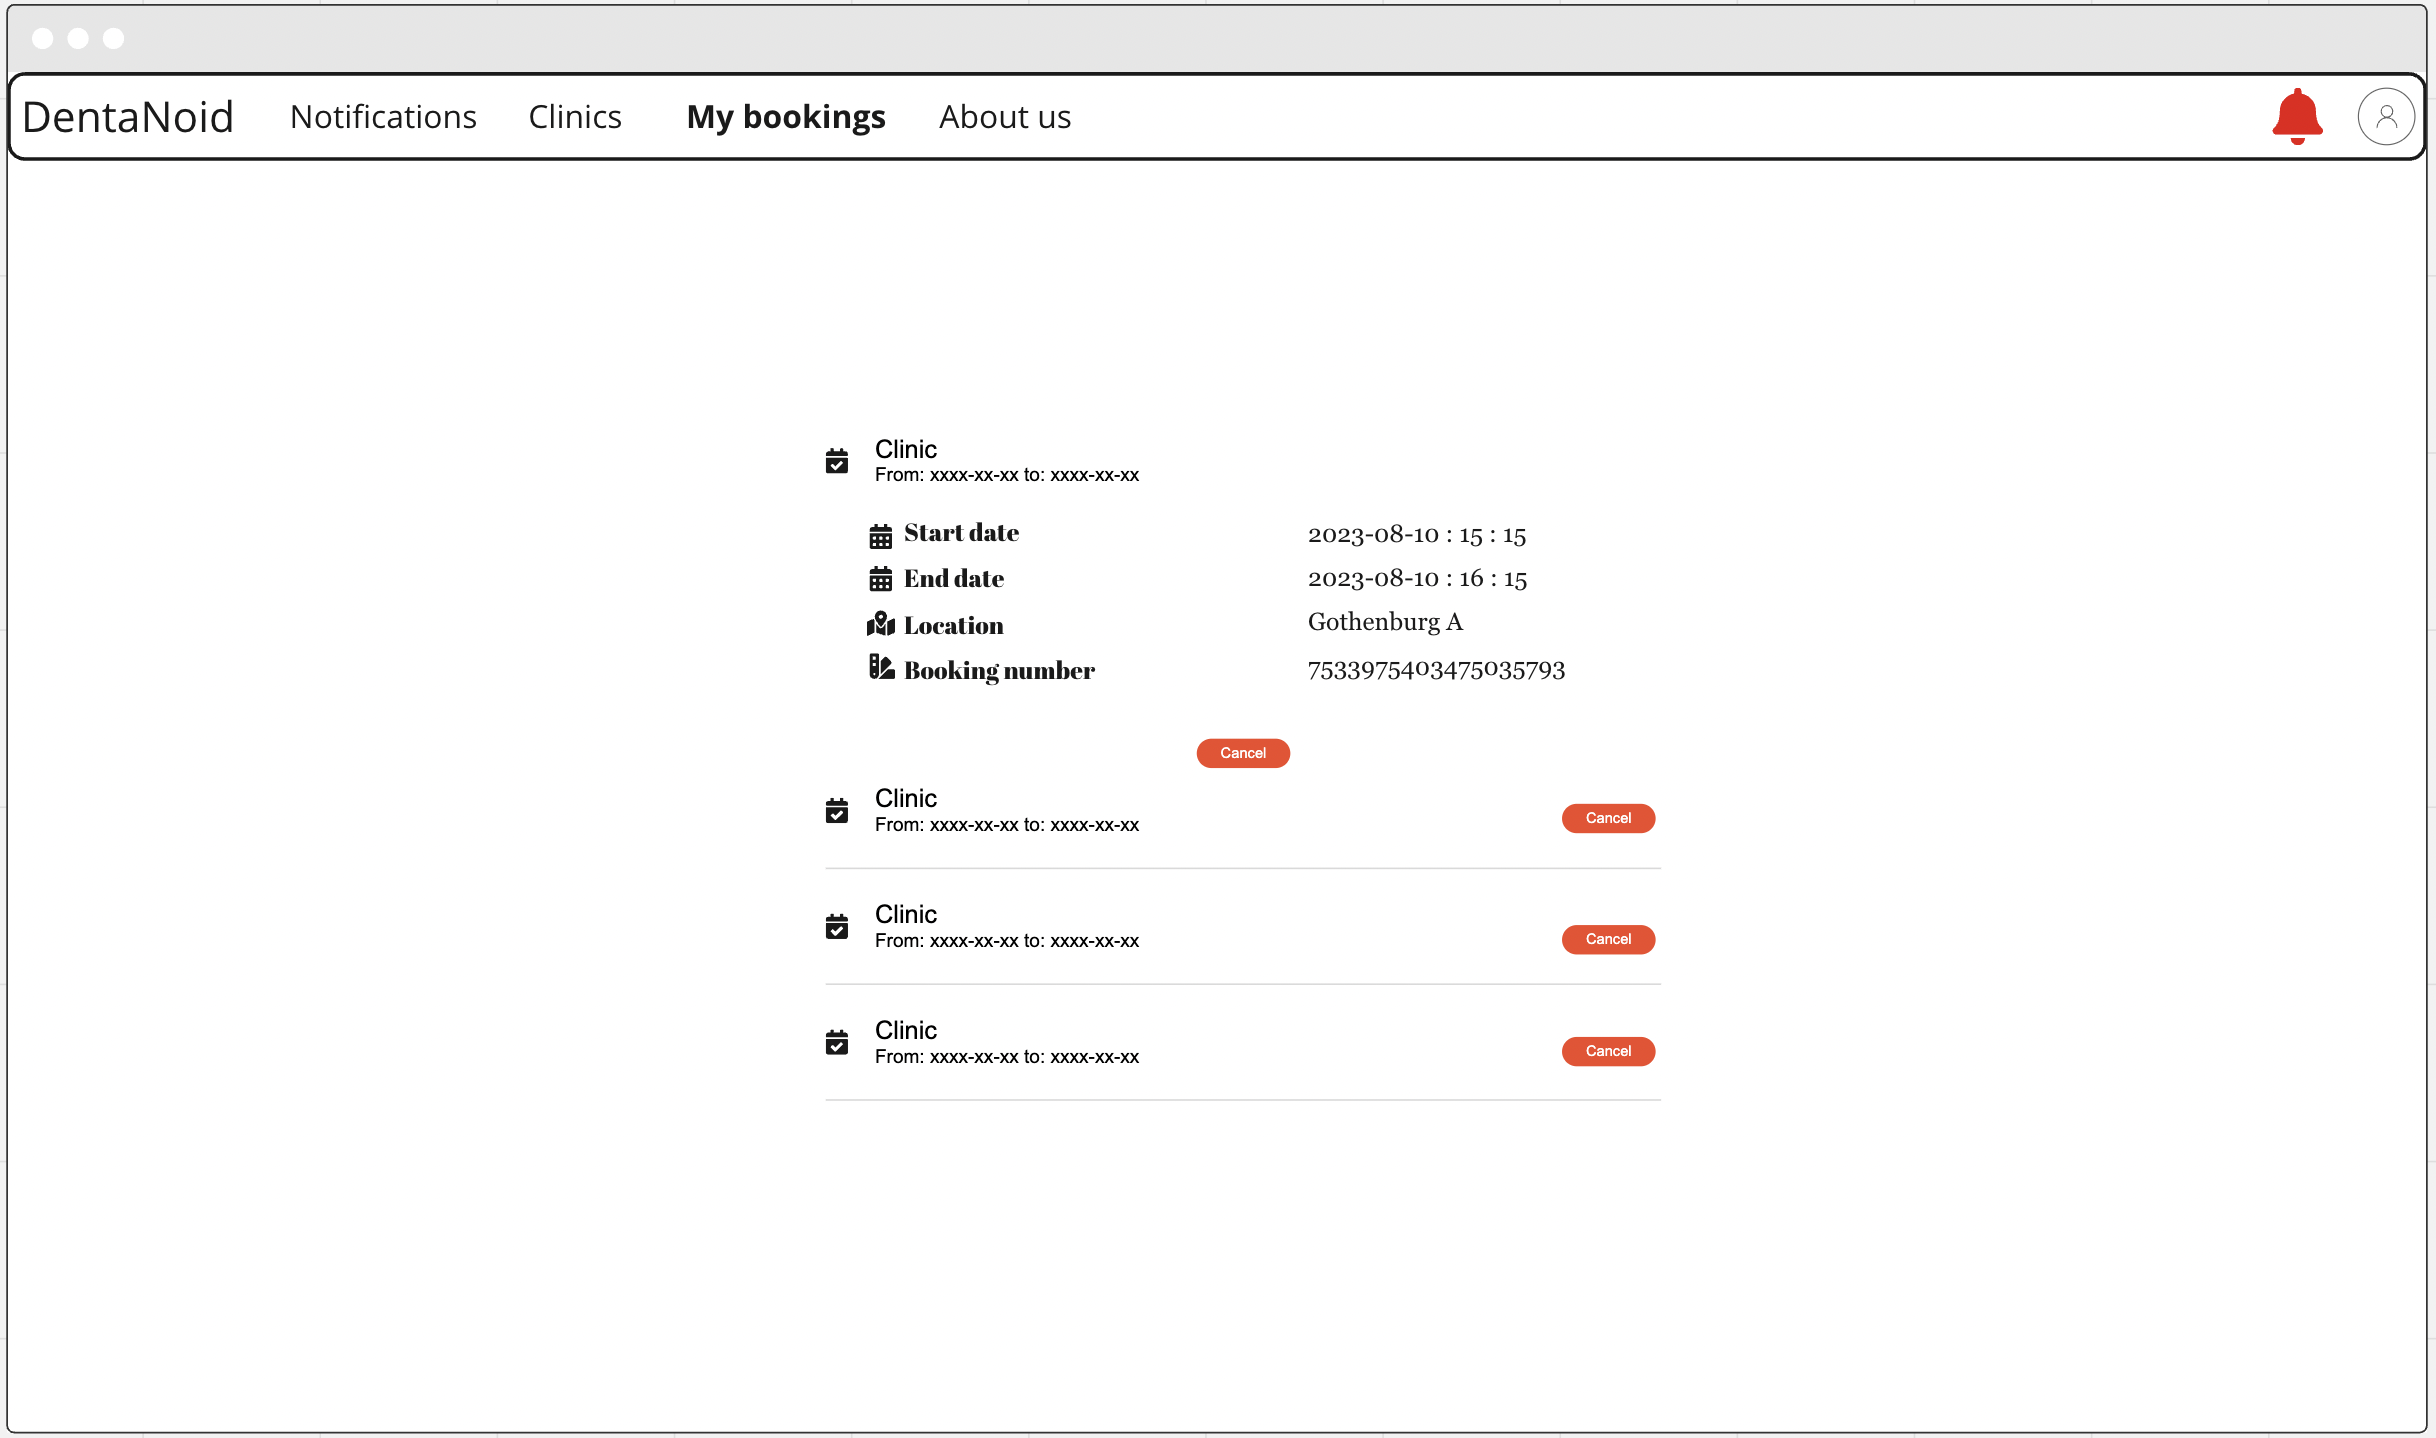 DentaNoid Notifications Clinics My bookings About us
Clinic
From: xxxx-xx-xx to: xxxx-xx-xx
Start date 2023-08-10 : 15 : 15
End date 2023-08-10 : 16 : 15
Location Gothenburg A
Booking number 7533975403475035793
Cancel
Clinic
From: xxxx-xx-xx to: xxxx-xx-xx
Cancel
Clinic
From: xxxx-xx-xx to: xxxx-xx-xx
Cancel
Clinic
From: xxxx-xx-xx to: xxxx-xx-xx
Cancel